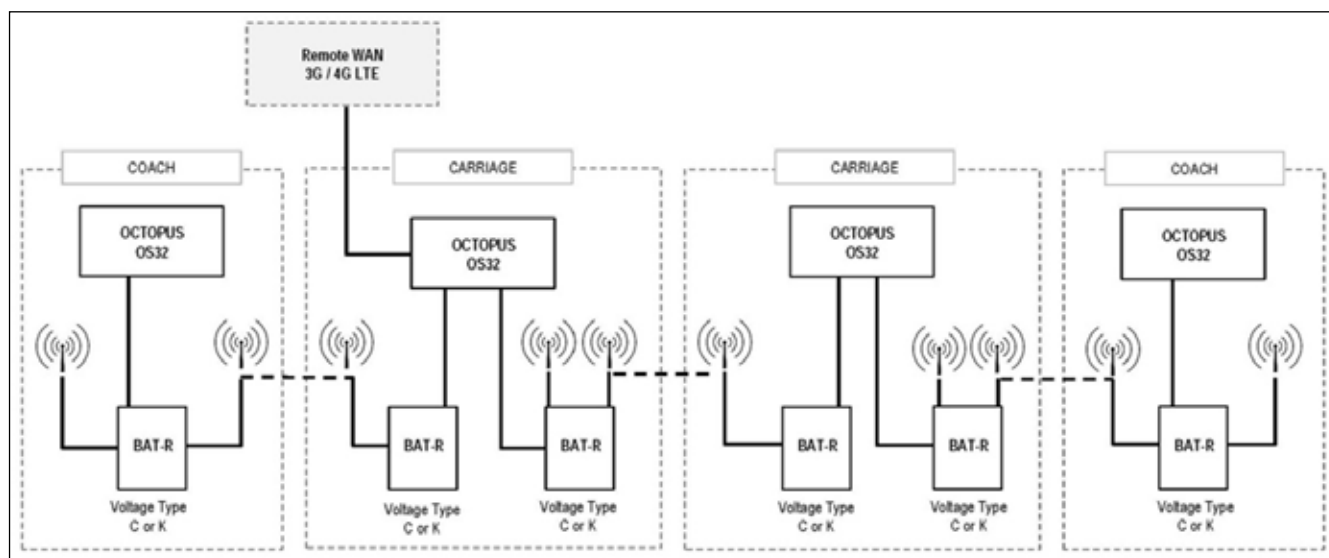 Remote WAN
3G / 4G LTE
COACH
CARRIAGE
CARRIAGE
COACH
OCTOPUS
OS32
OCTOPUS
OS32
OCTOPUS
OS32
OCTOPUS
OS32
BAT-R
BAT-R
BAT-R
BAT-R
BAT-R
BAT-R
Voltage Type
C or K
Voltage Type
C or K
Voltage Type
C or K
Voltage Type
C or K
Voltage Type
C or K
Voltage Type
C or K